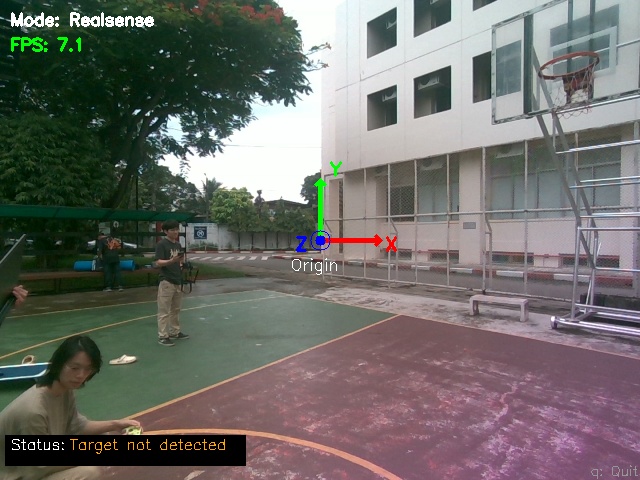 Mode: Realsense
FPS: 7.1
Y
Z
X
Origin
Status: Target not detected
q: Quit